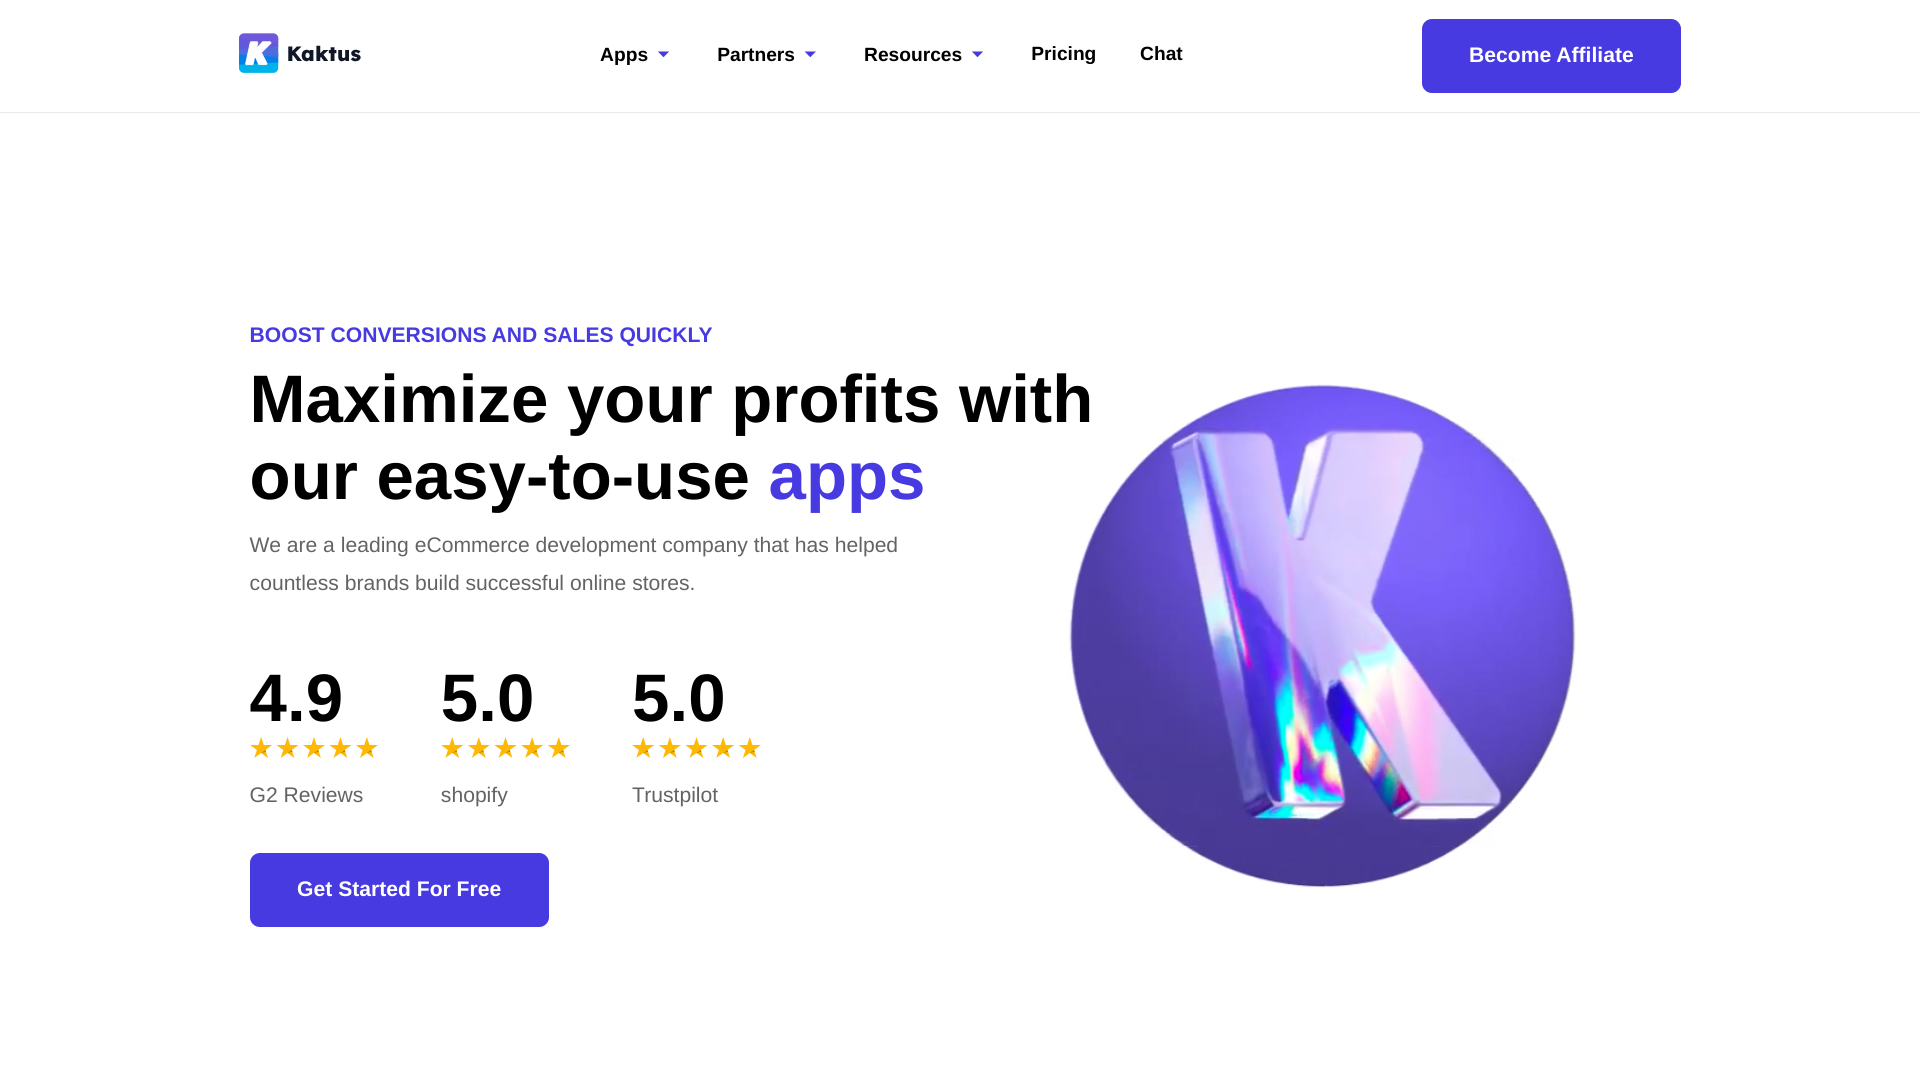 Kaktus
Apps
Partners
Resources
Pricing
Chat
Become Affiliate
BOOST CONVERSIONS AND SALES QUICKLY
Maximize your profits with
our easy-to-use apps
We are a leading eCommerce development company that has helped
countless brands build successful online stores.
4.9
5.0
5.0
G2 Reviews
shopify
Trustpilot
Get Started For Free